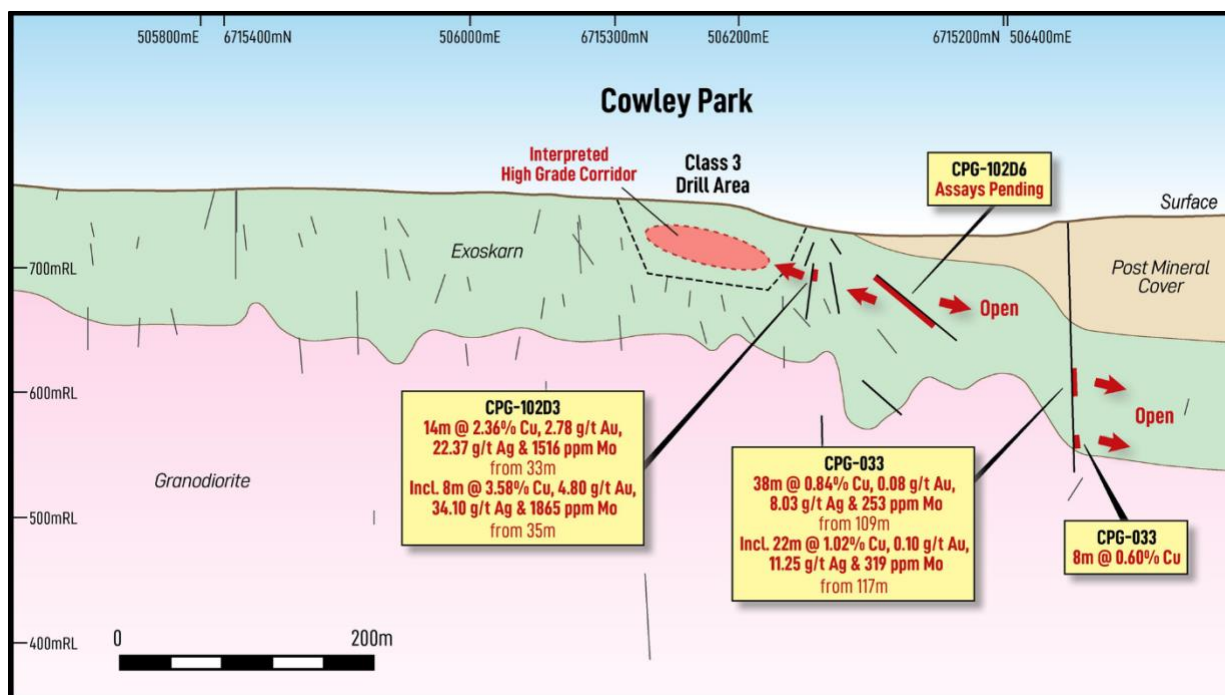 505800mE
6715400mN
506000mE
6715300mN
506200mE
6715200mN
506400mE
Cowley Park
Interpreted
High Grade Corridor
Class 3
Drill Area
CPG-102D6
Assays Pending
Surface
Exoskarn
Post Mineral
Cover
700mRL
Open
600mRL
Open
CPG-102D3
14m @ 2.36% Cu, 2.78 g/t Au,
22.37 g/t Ag & 1516 ppm Mo
from 33m
Incl. 8m @ 3.58% Cu, 4.80 g/t Au,
34.10 g/t Ag & 1865 ppm Mo
from 35m
CPG-033
38m @ 0.84% Cu, 0.08 g/t Au,
8.03 g/t Ag & 253 ppm Mo
from 109m
Incl. 22m @ 1.02% Cu, 0.10 g/t Au,
11.25 g/t Ag & 319 ppm Mo
from 117m
CPG-033
8m @ 0.60% Cu
Granodiorite
500mRL
400mRL
0
200m